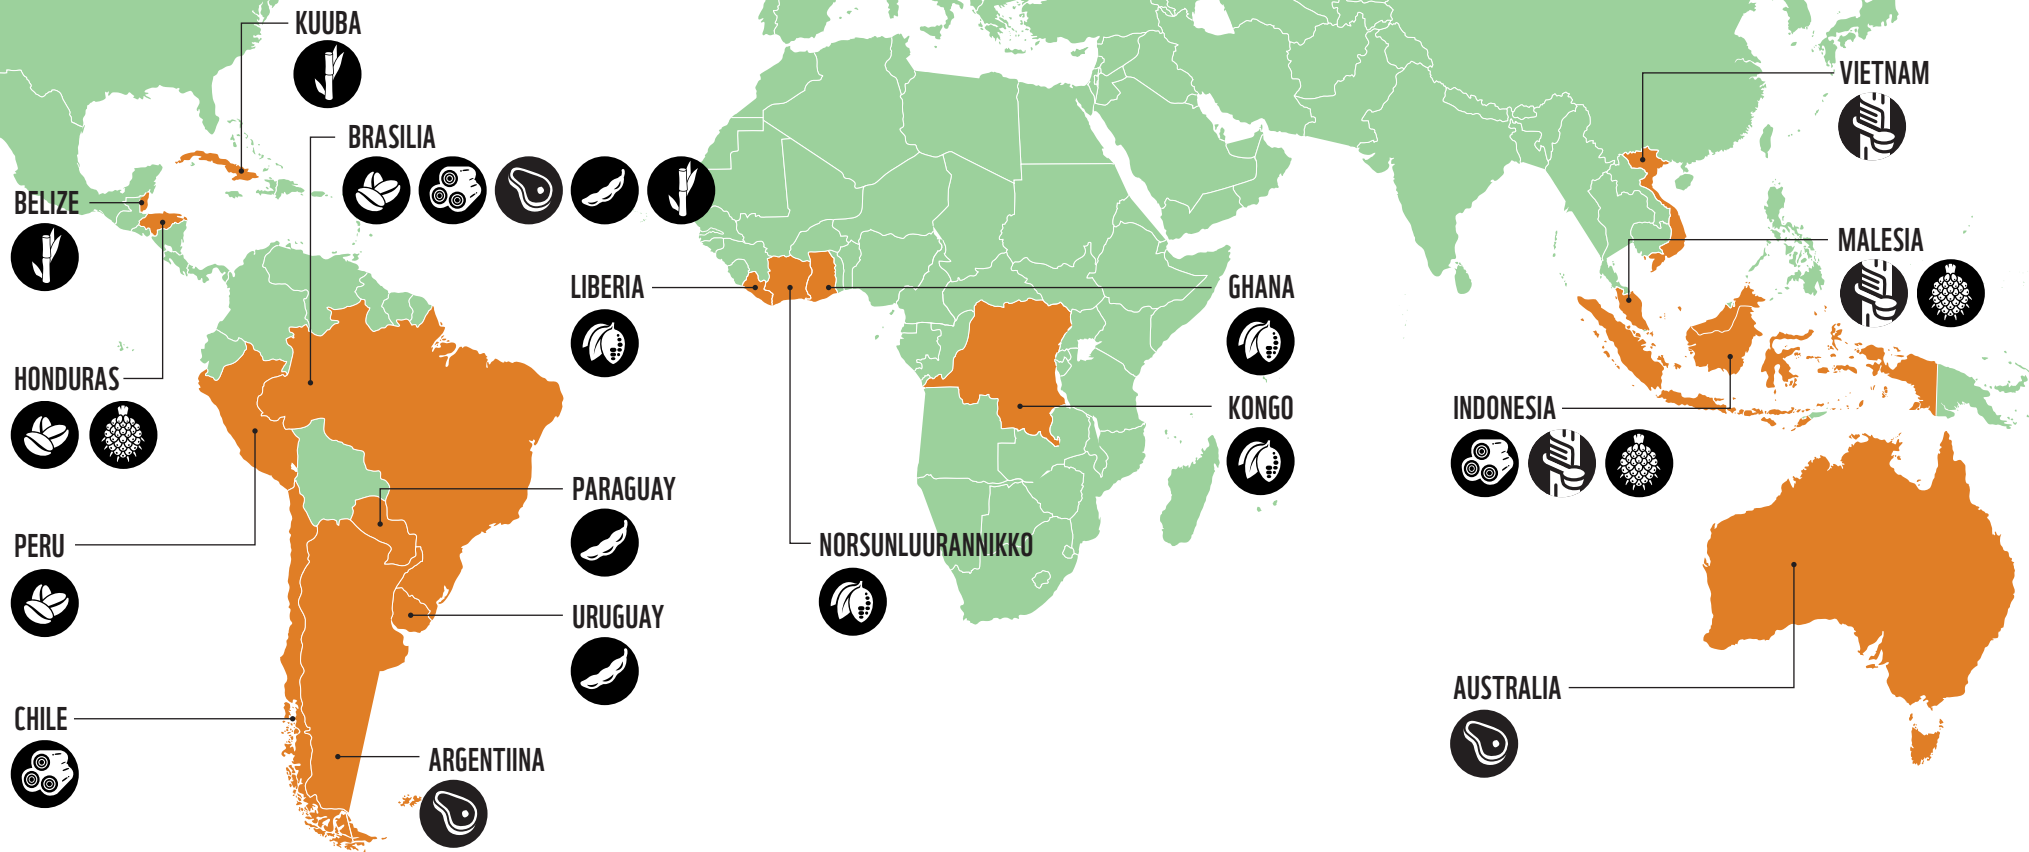 KUUBA
BRASILIA
BELIZE
HONDURAS
PERU
CHILE
PARAGUAY
URUGUAY
ARGENTIINA
LIBERIA
NORSUNLUURANNIKKO
GHANA
KONGO
VIETNAM
MALESIA
INDONESIA
AUSTRALIA